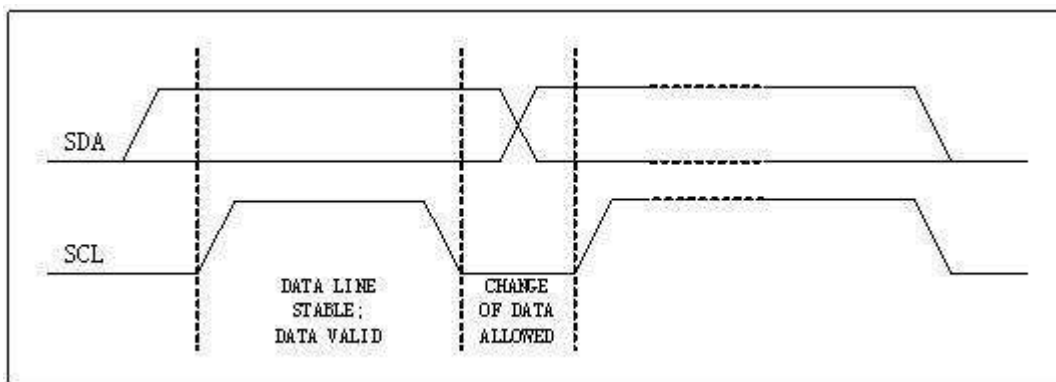 SDA
SCL
DATA LINE
STABLE;
DATA VALID
CHANGE
OF DATA
ALLOWED